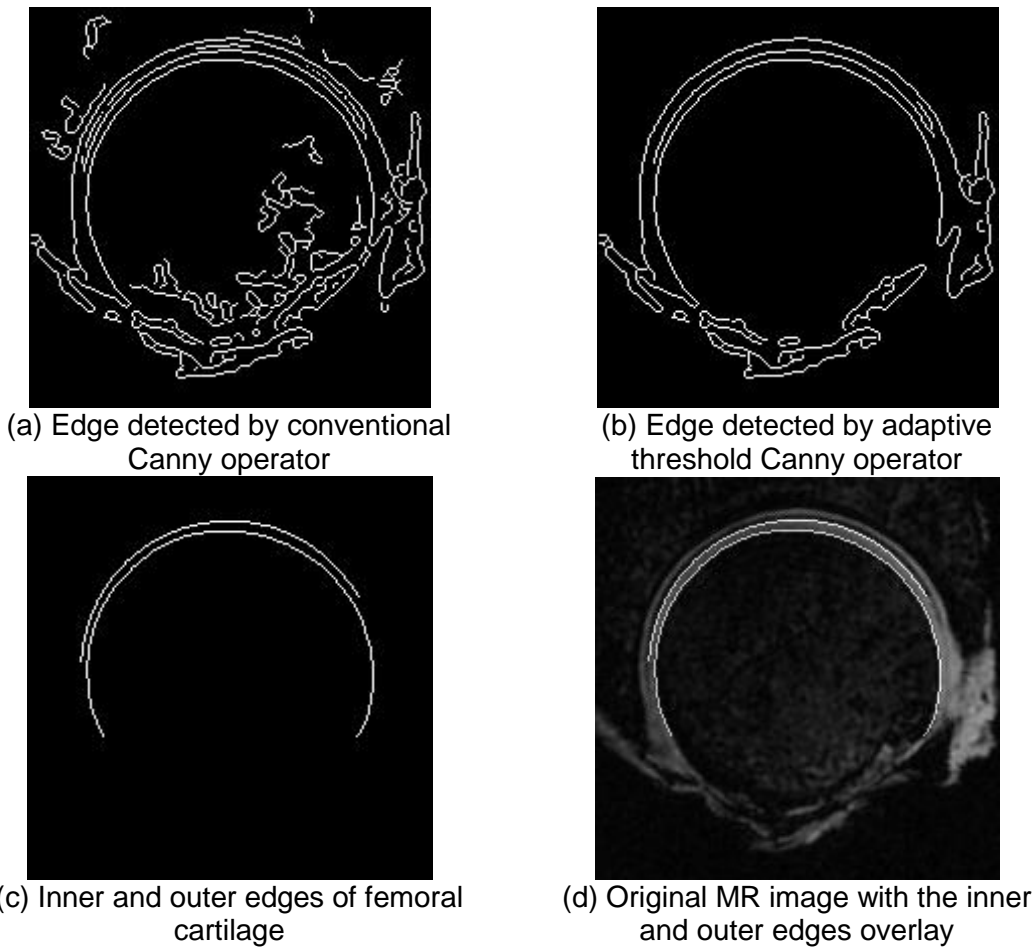 (a) Edge detected by conventional
Canny operator
(b) Edge detected by adaptive
threshold Canny operator
(c) Inner and outer edges of femoral
cartilage
(d) Original MR image with the inner
and outer edges overlay